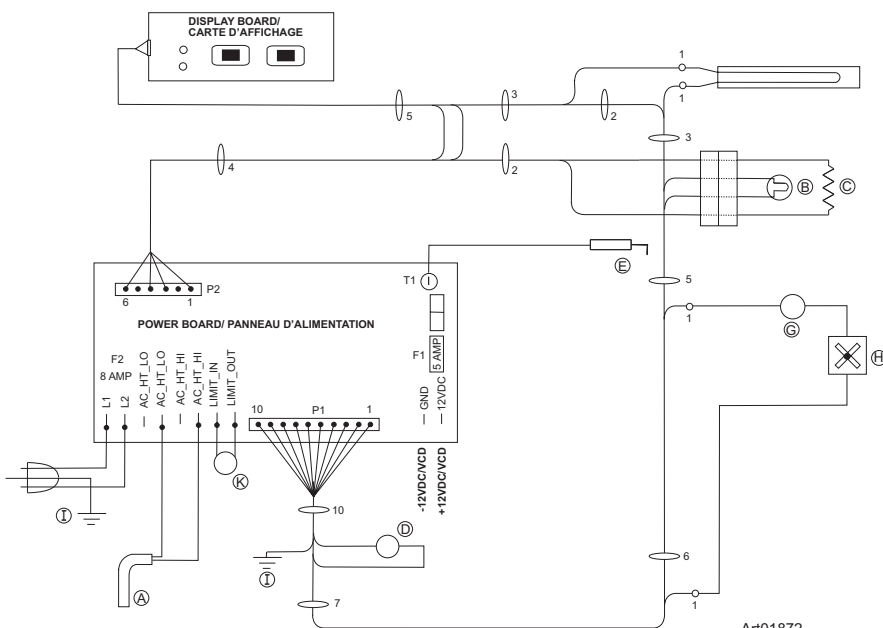 DISPLAY BOARD/
CARTE D'AFFICHAGE
1
1
3
5
2
3
4
2
B
C
E
5
T1
I
P2
6
1
POWER BOARD/ PANNEAU D'ALIMENTATION
1
G
H
F2
8 AMP
L1
L2
AC_HT_LO
AC_HT_LO
AC_HT_HI
AC_HT_HI
LIMIT_IN
LIMIT_OUT
F1
5 AMP
GND
12VDC
10
P1
1
-12VDC/VCD
+12VDC/VCD
K
I
10
D
I
6
A
7
1
Art01872